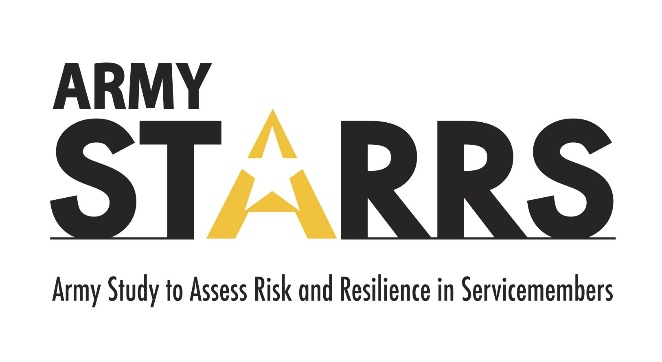 ARMY
STARRS
Army Study to Assess Risk and Resilience in Servicemembers